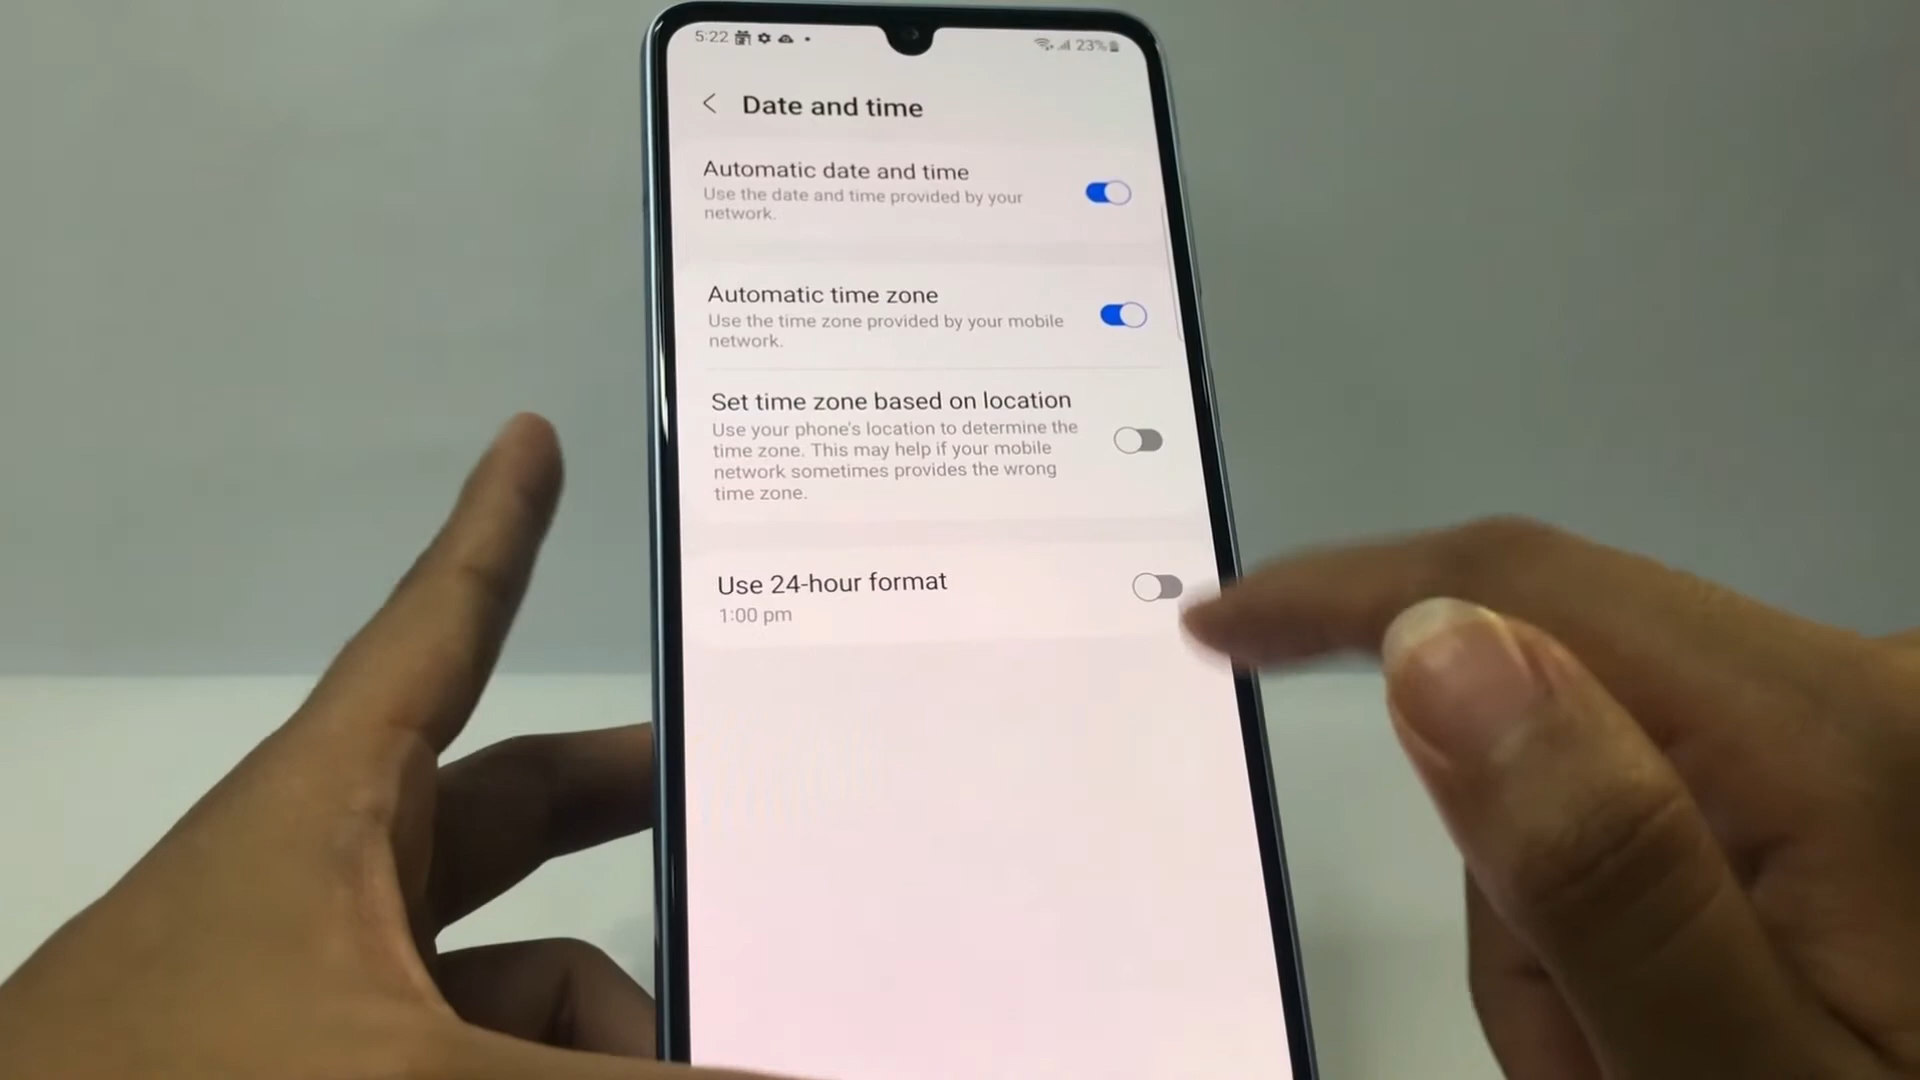 5:22
23%
Date and time
Automatic date and time
Use the date and time provided by your
network.
Automatic time zone
Use the time zone provided by your mobile
network.
Set time zone based on location
Use your phone's location to determine the
time zone. This may help if your mobile
network sometimes provides the wrong
time zone.
Use 24-hour format
1:00 pm